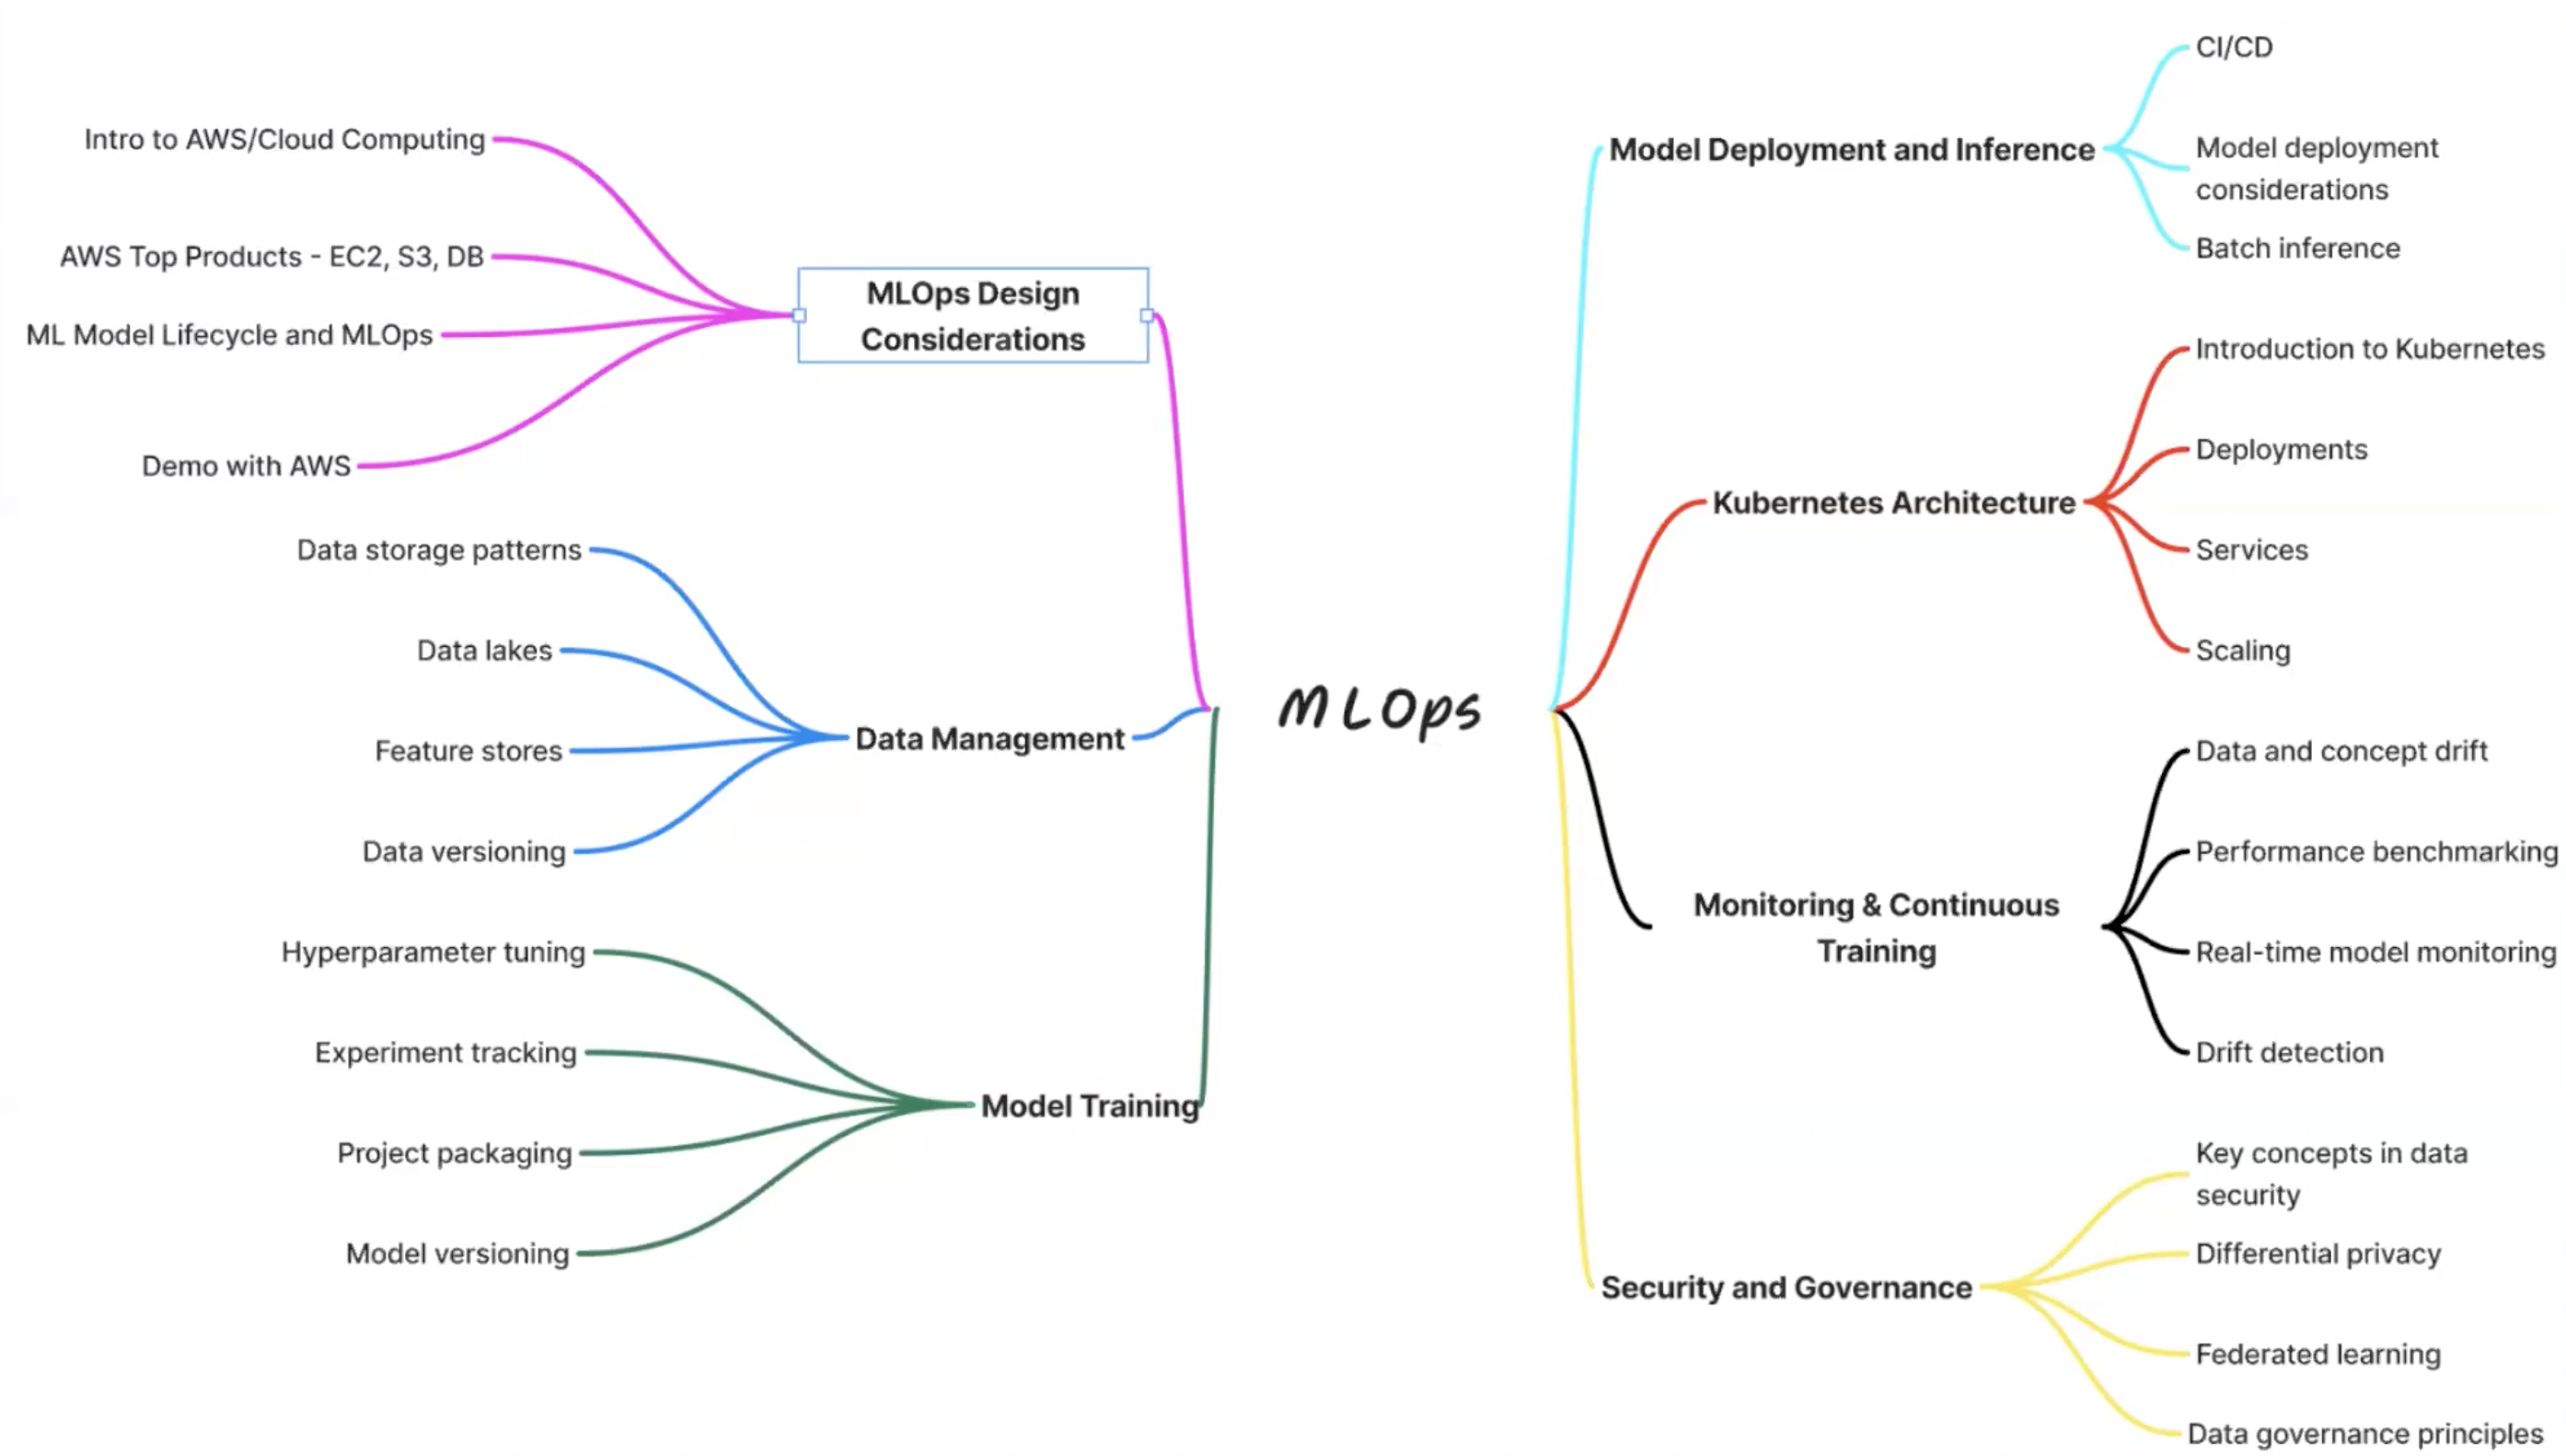 Intro to AWS/Cloud Computing
AWS Top Products - EC2, S3, DB
ML Model Lifecycle and MLOps
Demo with AWS
MLOps Design
Considerations
Data storage patterns
Data lakes
Feature stores
Data versioning
Data Management
Hyperparameter tuning
Experiment tracking
Project packaging
Model versioning
Model Training
MLOps
Model Deployment and Inference
CI/CD
Model deployment
considerations
Batch inference
Kubernetes Architecture
Introduction to Kubernetes
Deployments
Services
Scaling
Monitoring & Continuous
Training
Data and concept drift
Performance benchmarking
Real-time model monitoring
Drift detection
Security and Governance
Key concepts in data
security
Differential privacy
Federated learning
Data governance principles